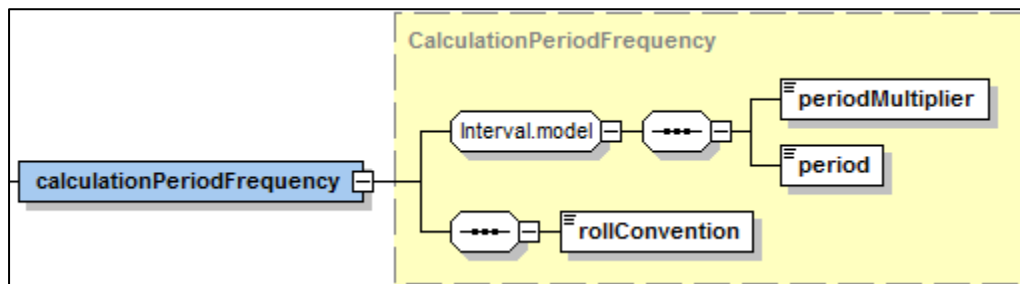 CalculationPeriodFrequency
Interval.model
periodMultiplier
period
calculationPeriodFrequency
rollConvention